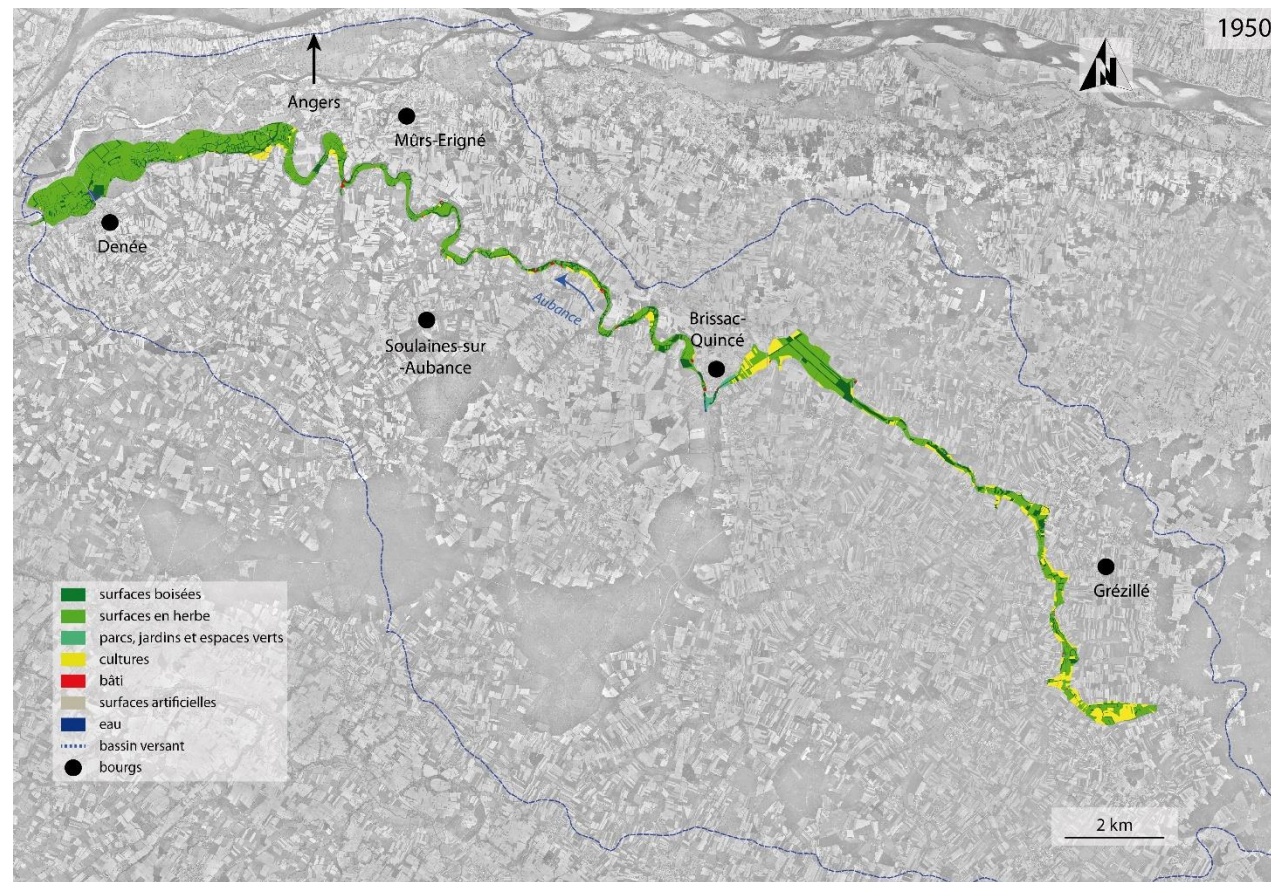 1950
N
Angers
Mûrs-Erigné
Denée
Aubance
Soulaines-sur
-Aubance
Brissac-
Quincé
Grézillé
surfaces boisées
surfaces en herbe
parcs, jardins et espaces verts
cultures
bâti
surfaces artificielles
eau
bassin versant
bourgs
2 km